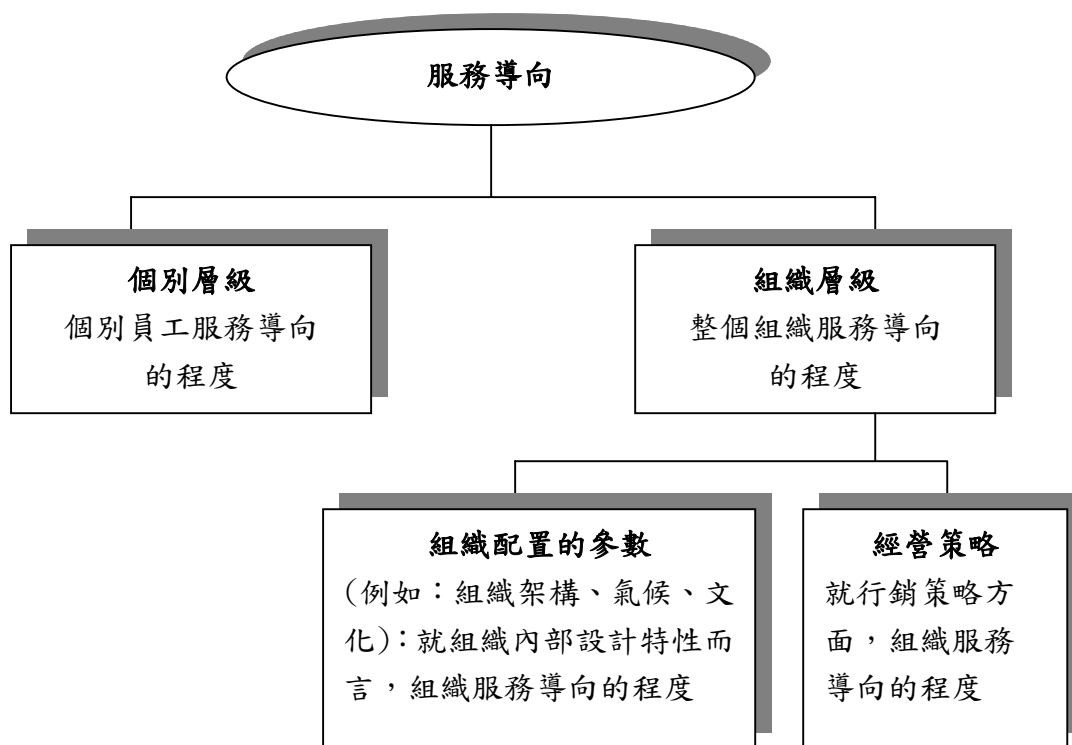 服務導向
個別層級
個別員工服務導向
的程度
組織層級
整個組織服務導向
的程度
組織配置的參數
(例如：組織架構、氣候、文
化)：就組織內部設計特性而
言，組織服務導向的程度
經營策略
就行銷策略方
面，組織服務
導向的程度